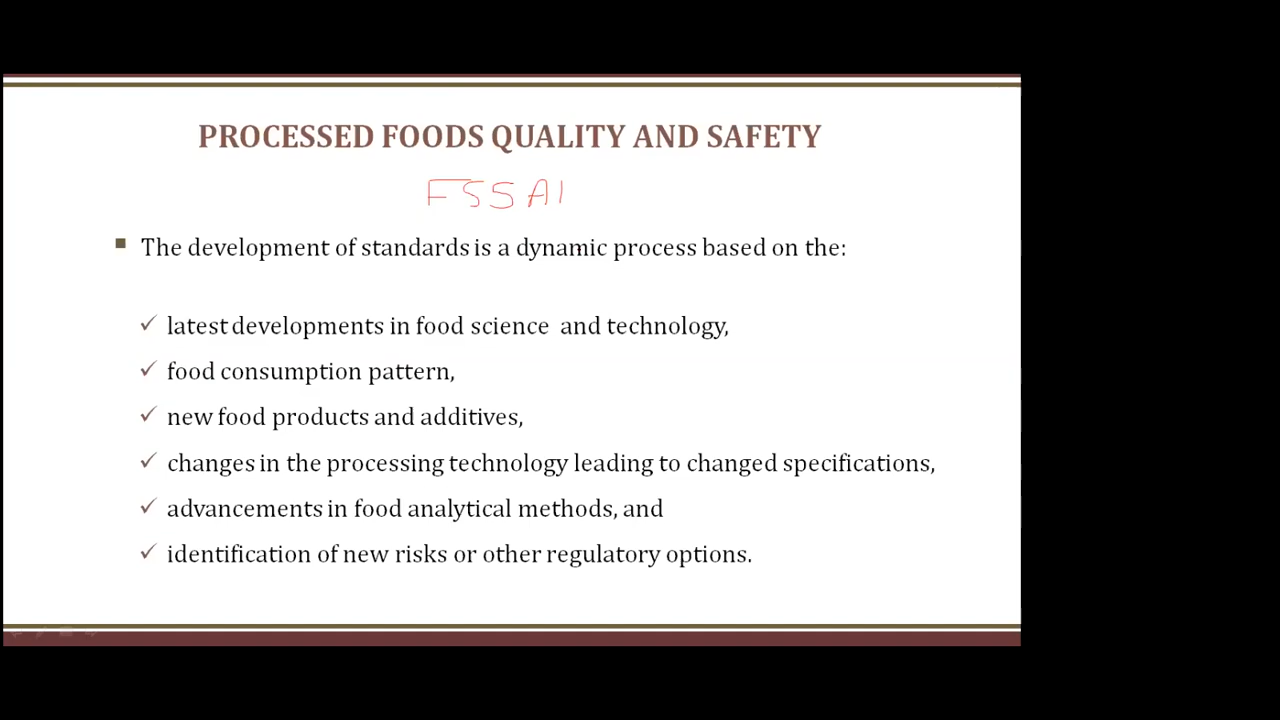 PROCESSED FOODS QUALITY AND SAFETY
FSSAI
The development of standards is a dynamic process based on the:
latest developments in food science and technology,
food consumption pattern,
new food products and additives,
changes in the processing technology leading to changed specifications,
advancements in food analytical methods, and
identification of new risks or other regulatory options.